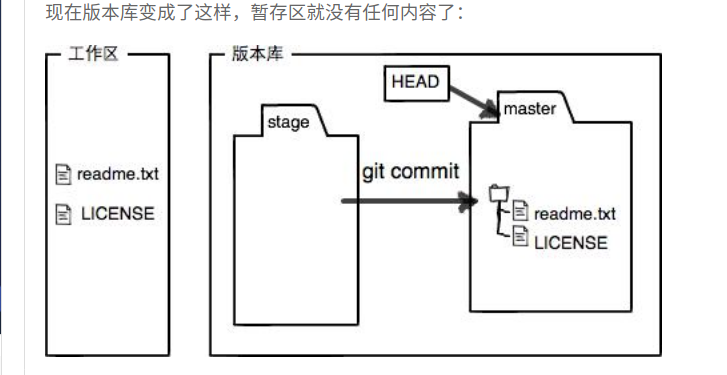 现在版本库变成了这样，暂存区就没有任何内容了：
工作区
版本库
HEAD
stage
master
git commit
readme.txt
LICENSE
readme.txt
LICENSE